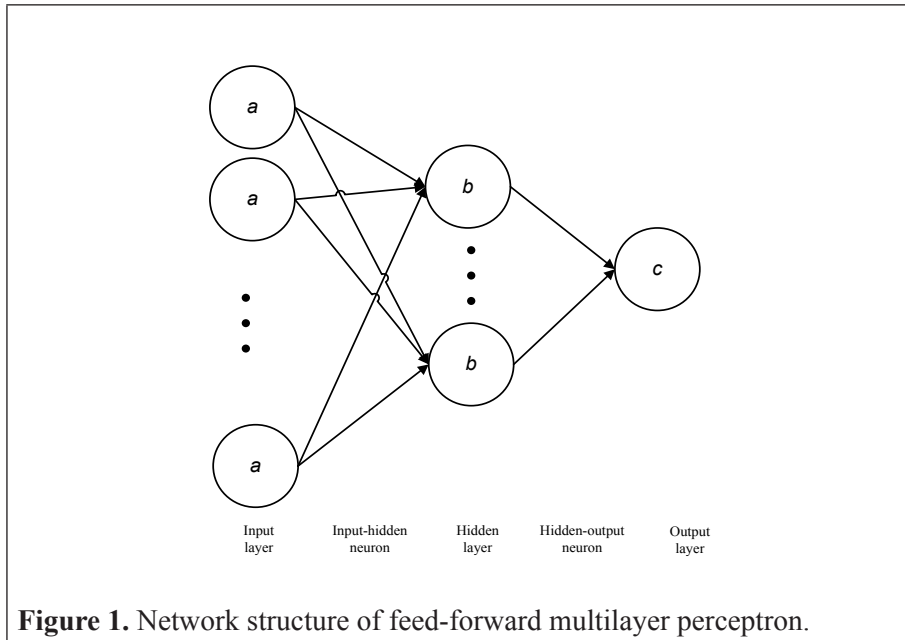 a
a
b
c
b
a
Input layer
Input-hidden neuron
Hidden layer
Hidden-output neuron
Output layer
Figure 1. Network structure of feed-forward multilayer perceptron.